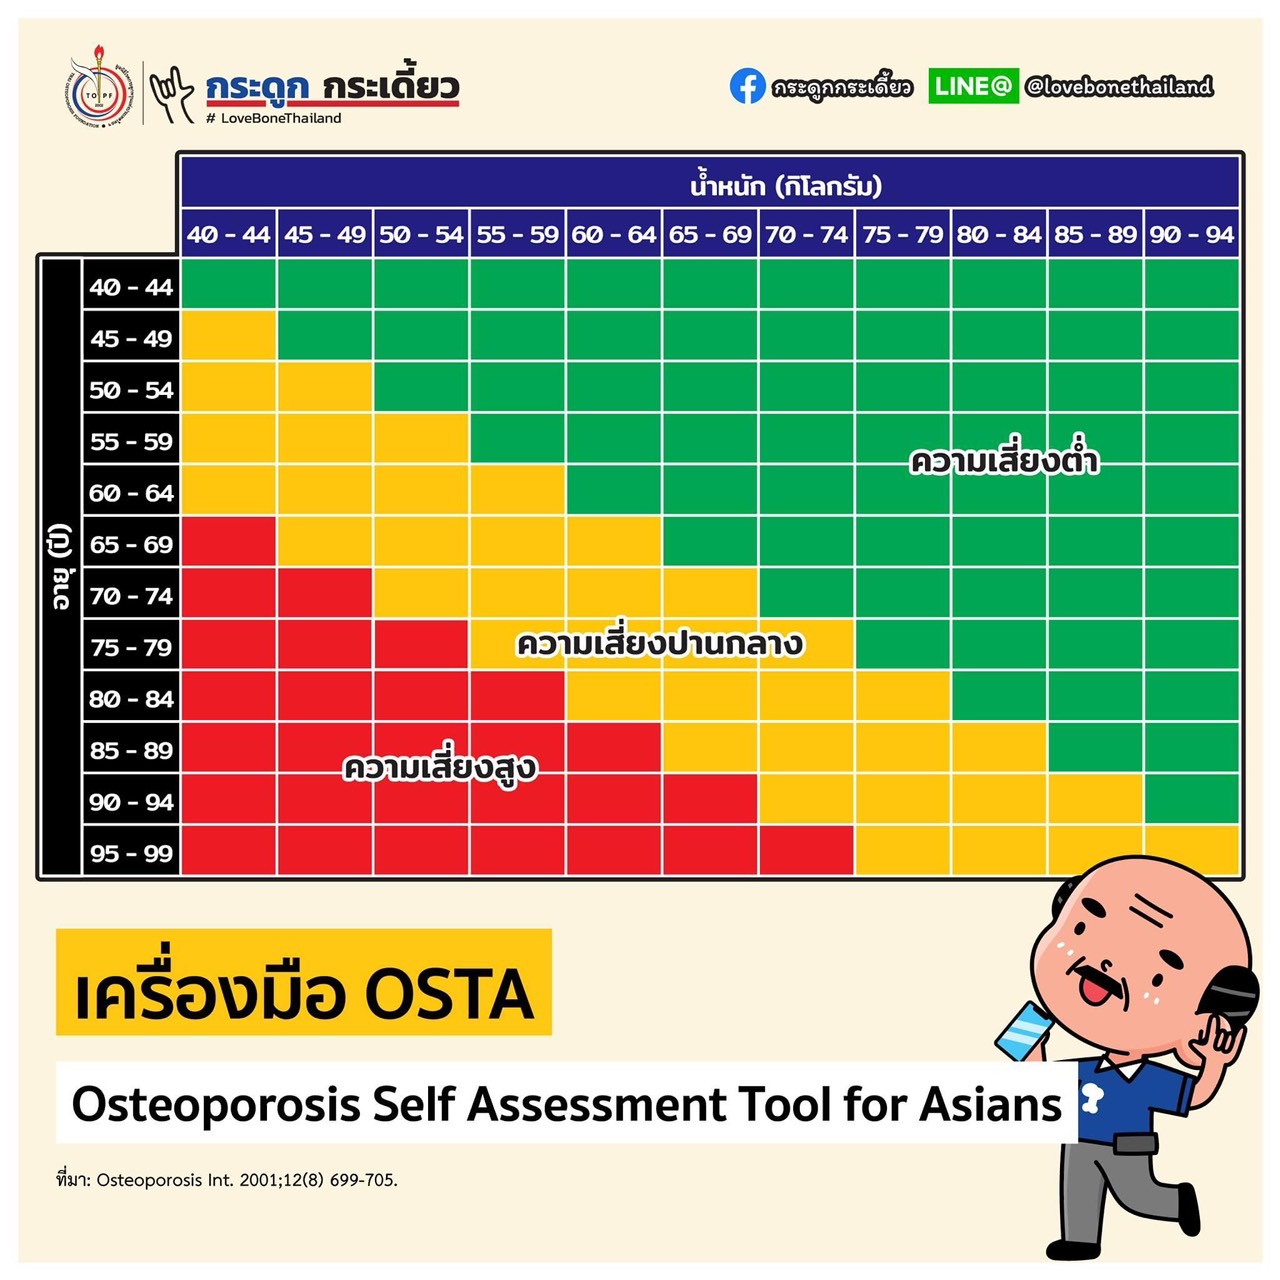 TOPF
กระดูก กระเดี้ยว
# LoveBoneThailand
กระดูกกระเดี้ยว
LINE@ @lovebonethailand
น้ำหนัก (กิโลกรัม)
40 - 44 45 - 49 50 - 54 55 - 59 60 - 64 65 - 69 70 - 74 75 - 79 80 - 84 85 - 89 90 - 94
อายุ (ปี)
40 - 44
45 - 49
50 - 54
55 - 59
60 - 64
65 - 69
70 - 74
75 - 79
80 - 84
85 - 89
90 - 94
95 - 99
ความเสี่ยงต่ำ
ความเสี่ยงปานกลาง
ความเสี่ยงสูง
เครื่องมือ OSTA
Osteoporosis Self Assessment Tool for Asians
ที่มา: Osteoporosis Int. 2001;12(8) 699-705.